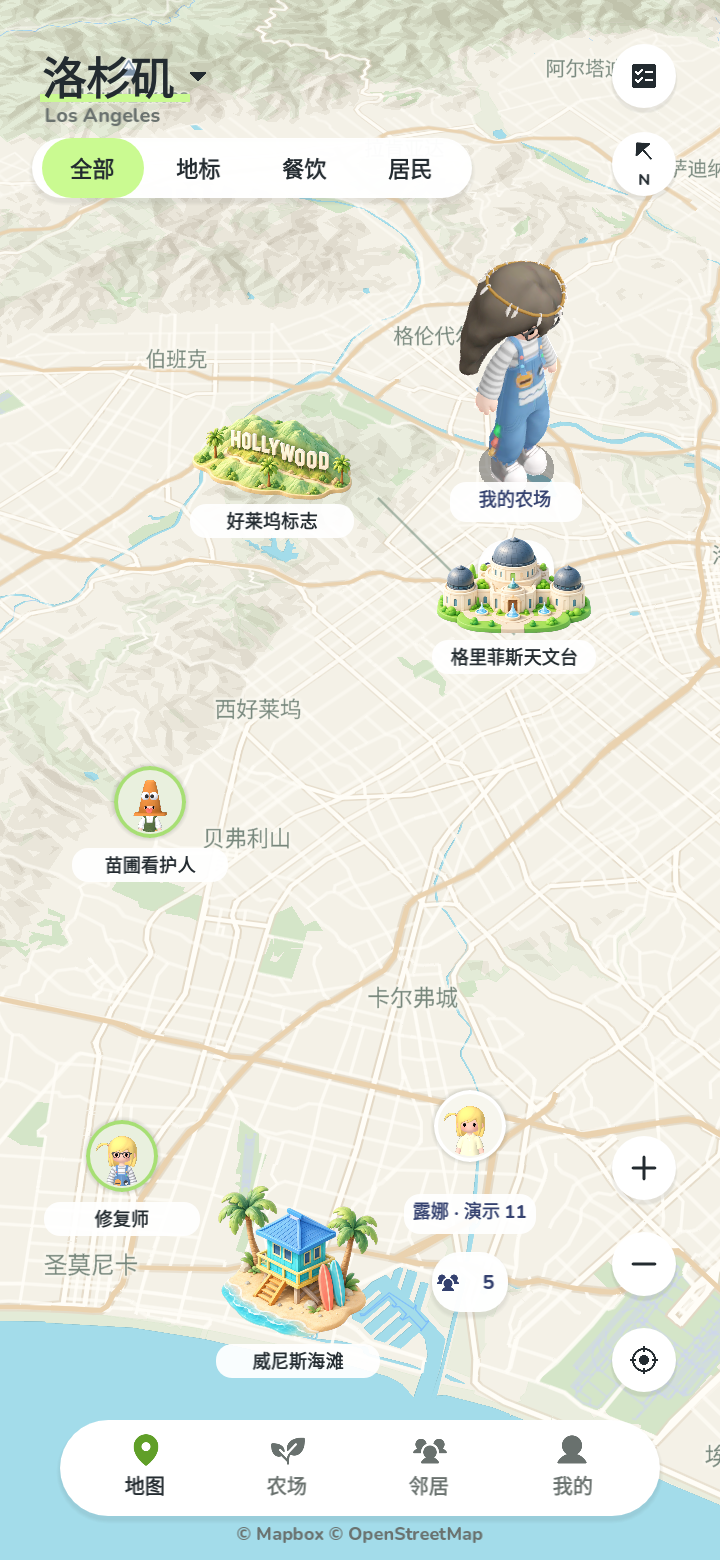 洛杉矶
Los Angeles
阿尔塔迪
全部
地标
餐饮
居民
N
萨迪纳
格伦代尔
伯班克
HOLLYWOOD
好莱坞标志
我的农场
格里菲斯天文台
西好莱坞
苗圃看护人
贝弗利山
卡尔弗城
修复师
露娜 · 演示 11
圣莫尼卡
5
威尼斯海滩
地图
农场
邻居
我的
© Mapbox © OpenStreetMap